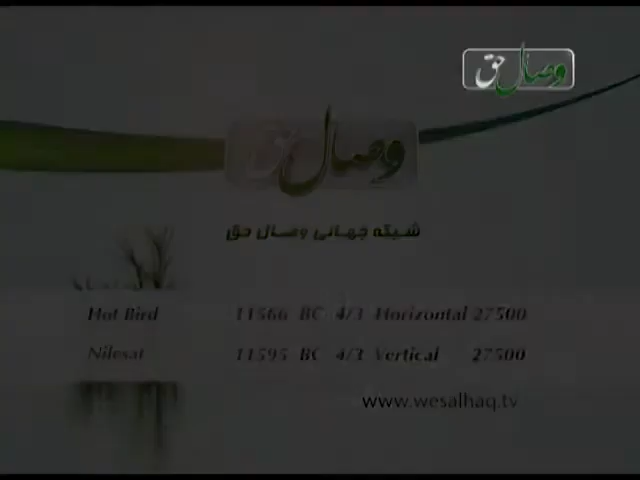 وصال حق
وصال حق
شبکه جهانی وصال حق
Hot Bird 11566 BC 4/3 Horizontal 27500
Nilesat 11595 BC 4/3 Vertical 27500
www.wesalhaq.tv